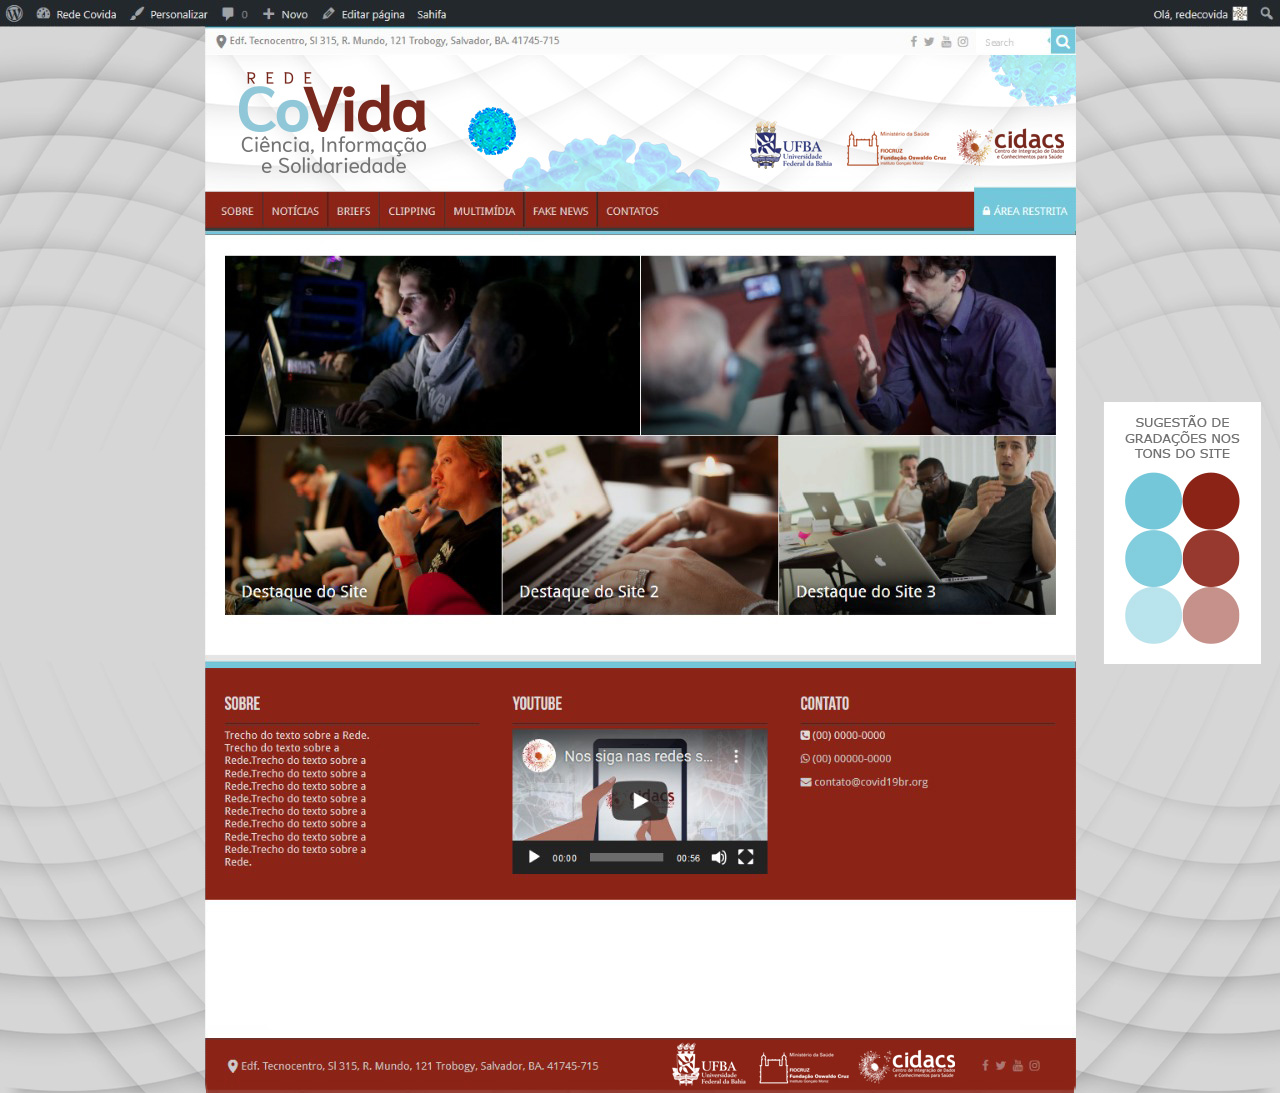 Rede Covida
Personalizar
0
Novo
Editar página
Sahifa
Olá, redecovida
Edf. Tecnocentro, Sl 315, R. Mundo, 121 Trobogy, Salvador, BA. 41745-715
Search
REDE
CoVida
Ciência, Informação
e Solidariedade
UFBA
Universidade
Federal da Bahia
Ministério da Saúde
FIOCRUZ
Fundação Oswaldo Cruz
Instituto Gonçalo Moniz
cidacs
Centro de Integração de Dados
e Conhecimentos para Saúde
SOBRE
NOTÍCIAS
BRIEFS
CLIPPING
MULTIMÍDIA
FAKE NEWS
CONTATOS
ÁREA RESTRITA
Destaque do Site
Destaque do Site 2
Destaque do Site 3
SUGESTÃO DE
GRADAÇÕES NOS
TONS DO SITE
SOBRE
Trecho do texto sobre a Rede.
Trecho do texto sobre a
Rede.Trecho do texto sobre a
Rede.Trecho do texto sobre a
Rede.Trecho do texto sobre a
Rede.Trecho do texto sobre a
Rede.Trecho do texto sobre a
Rede.Trecho do texto sobre a
Rede.Trecho do texto sobre a
Rede.Trecho do texto sobre a
Rede.
YOUTUBE
Nos siga nas redes s...
cidacs
00:00
00:56
CONTATO
(00) 0000-0000
(00) 00000-0000
contato@covid19br.org
Edf. Tecnocentro, Sl 315, R. Mundo, 121 Trobogy, Salvador, BA. 41745-715
UFBA
Universidade
Federal da Bahia
Ministério da Saúde
FIOCRUZ
Fundação Oswaldo Cruz
Instituto Gonçalo Moniz
cidacs
Centro de Integração de Dados
e Conhecimentos para Saúde